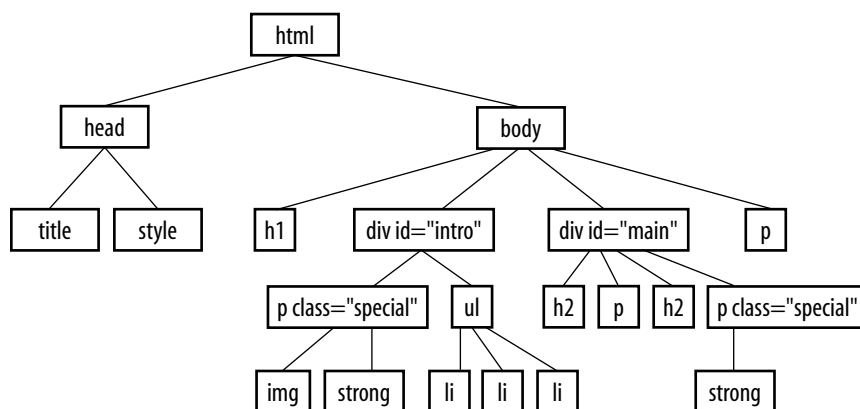 html
head body
title style h1 div id="intro" div id="main" p
p class="special" ul h2 p h2 p class="special"
img strong li li li strong